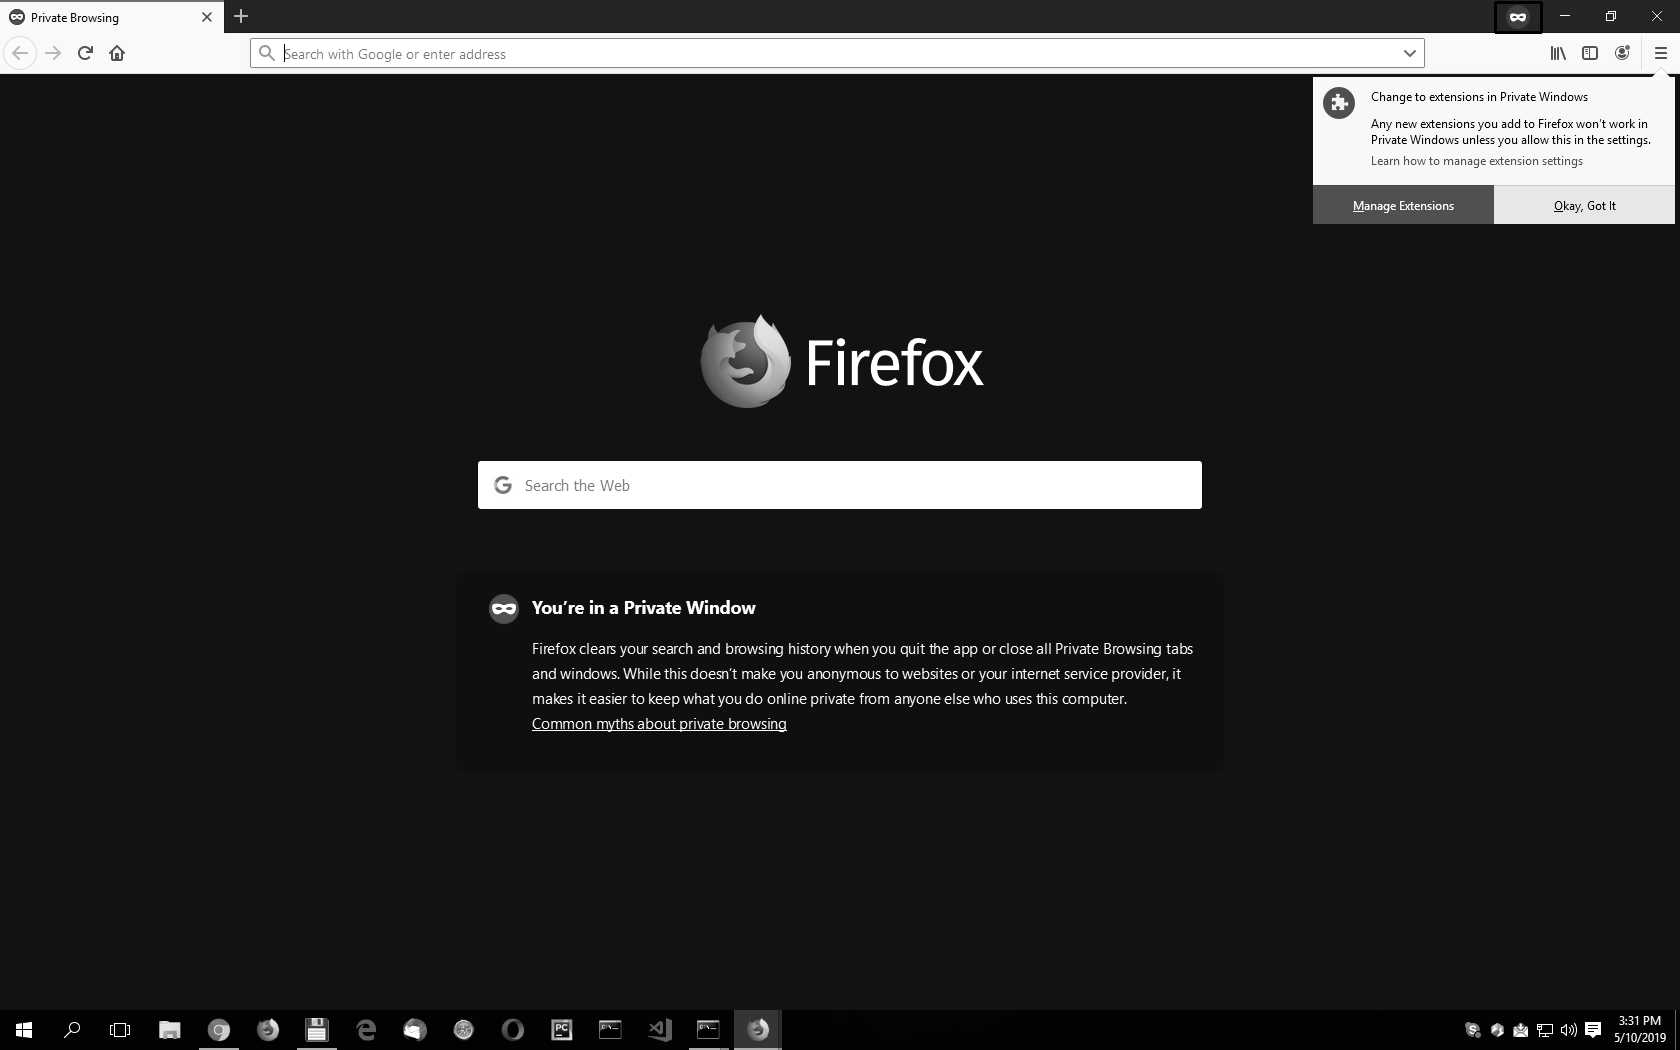 Private Browsing
Search with Google or enter address
Change to extensions in Private Windows
Any new extensions you add to Firefox won't work in
Private Windows unless you allow this in the settings.
Learn how to manage extension settings
Manage Extensions
Okay, Got It
Firefox
G Search the Web
You're in a Private Window
Firefox clears your search and browsing history when you quit the app or close all Private Browsing tabs
and windows. While this doesn't make you anonymous to websites or your internet service provider, it
makes it easier to keep what you do online private from anyone else who uses this computer.
Common myths about private browsing
PC
3:31 PM
5/10/2019